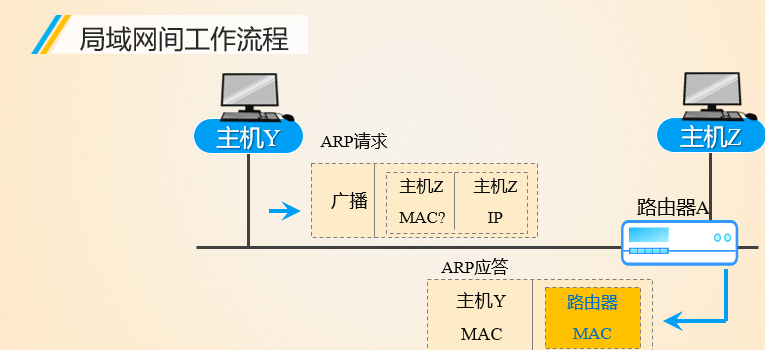 局域网间工作流程
主机Y
主机Z
ARP请求
广播
主机Z
MAC?
主机Z
IP
路由器A
ARP应答
主机Y
MAC
路由器
MAC